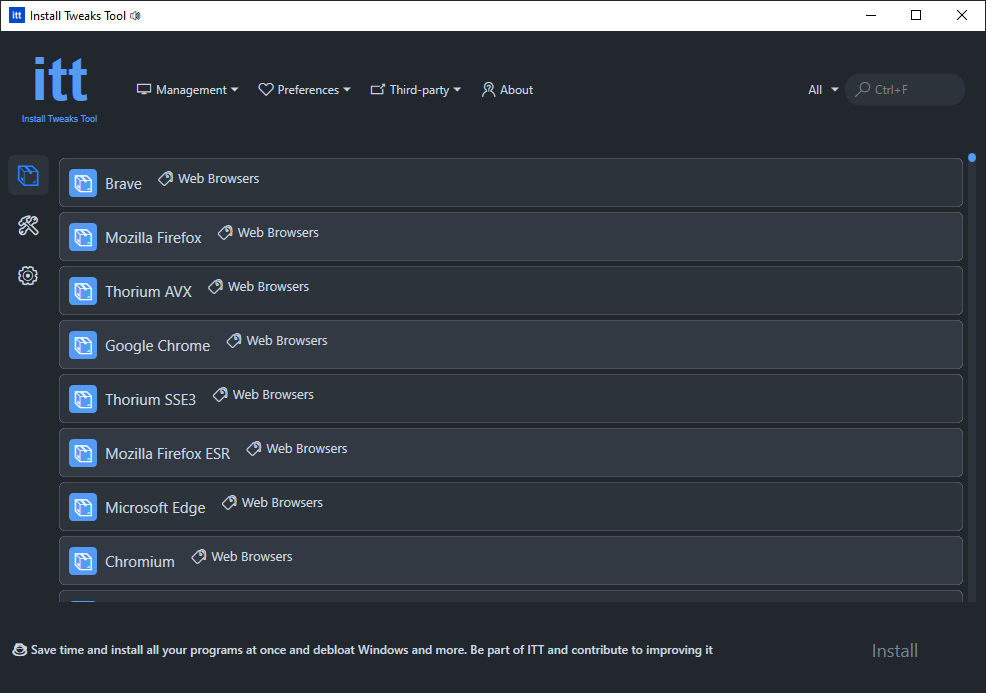 itt Install Tweaks Tool
itt
Install Tweaks Tool
Management
Preferences
Third-party
About
All
Ctrl+F
Brave
Web Browsers
Mozilla Firefox
Web Browsers
Thorium AVX
Web Browsers
Google Chrome
Web Browsers
Thorium SSE3
Web Browsers
Mozilla Firefox ESR
Web Browsers
Microsoft Edge
Web Browsers
Chromium
Web Browsers
Save time and install all your programs at once and debloat Windows and more. Be part of ITT and contribute to improving it
Install